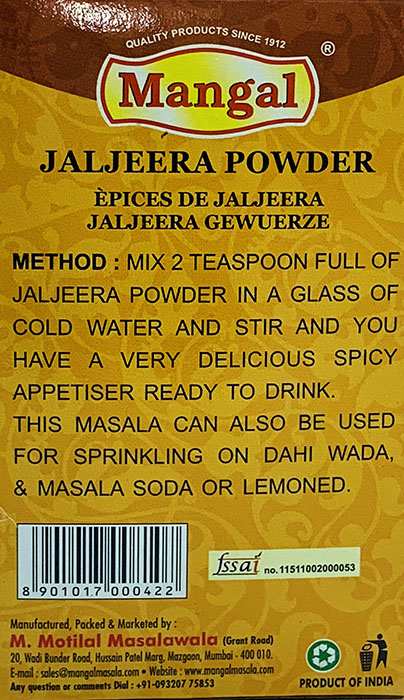 QUALITY PRODUCTS SINCE 1912
®
Mangal
JALJEERA POWDER
ÈPICES DE JALJEERA
JALJEERA GEWUERZE
METHOD : MIX 2 TEASPOON FULL OF
JALJEERA POWDER IN A GLASS OF
COLD WATER AND STIR AND YOU
HAVE A VERY DELICIOUS SPICY
APPETISER READY TO DRINK.
THIS MASALA CAN ALSO BE USED
FOR SPRINKLING ON DAHI WADA,
& MASALA SODA OR LEMONED.
8 901017 000422
fssai no. 11511002000053
Manufactured, Packed & Marketed by :
M. Motilal Masalawala (Grant Road)
20, Wadi Bunder Road, Hussain Patel Marg, Mazgaon, Mumbai - 400 010.
E-mail : sales@mangalmasala.com • Website : www.mangalmasala.com
Any question or comments Dial : +91-093207 75853
PRODUCT OF INDIA